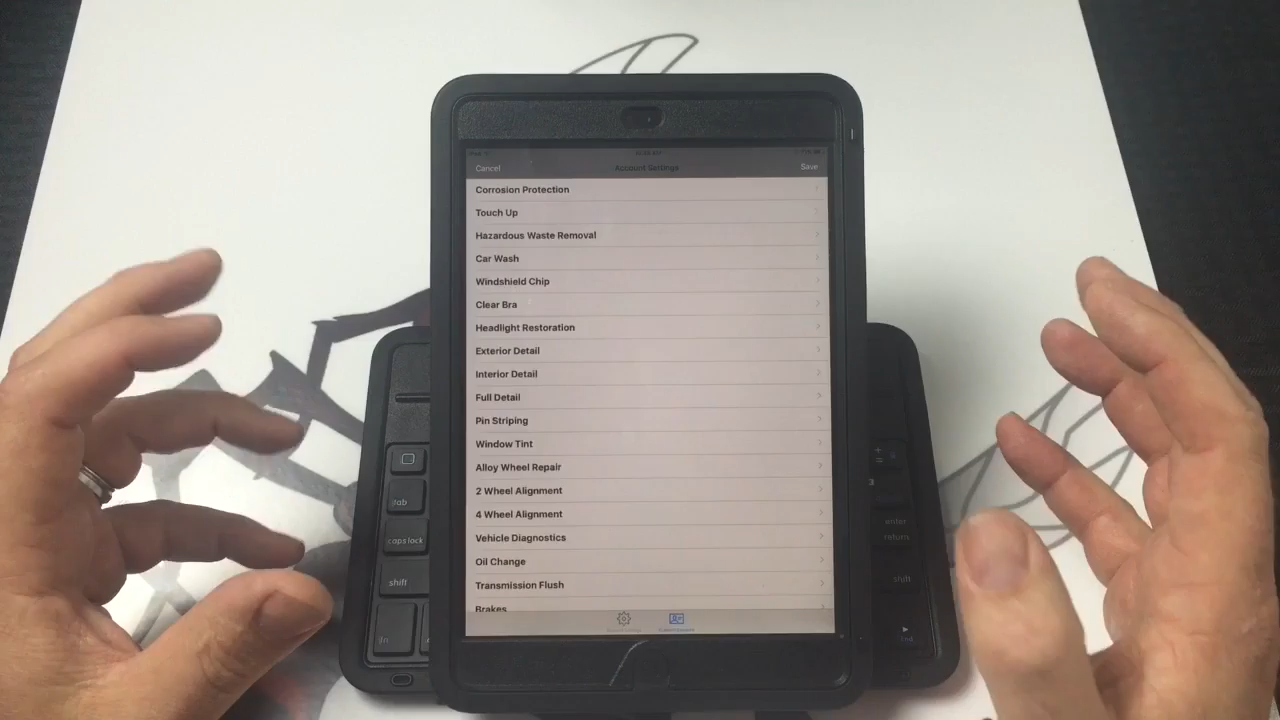 Cancel Account Settings Save
Corrosion Protection
Touch Up
Hazardous Waste Removal
Car Wash
Windshield Chip
Clear Bra
Headlight Restoration
Exterior Detail
Interior Detail
Full Detail
Pin Striping
Window Tint
Alloy Wheel Repair
2 Wheel Alignment
4 Wheel Alignment
Vehicle Diagnostics
Oil Change
Transmission Flush
Brakes
tab
caps lock
shift
fn
3
enter
return
shift
End